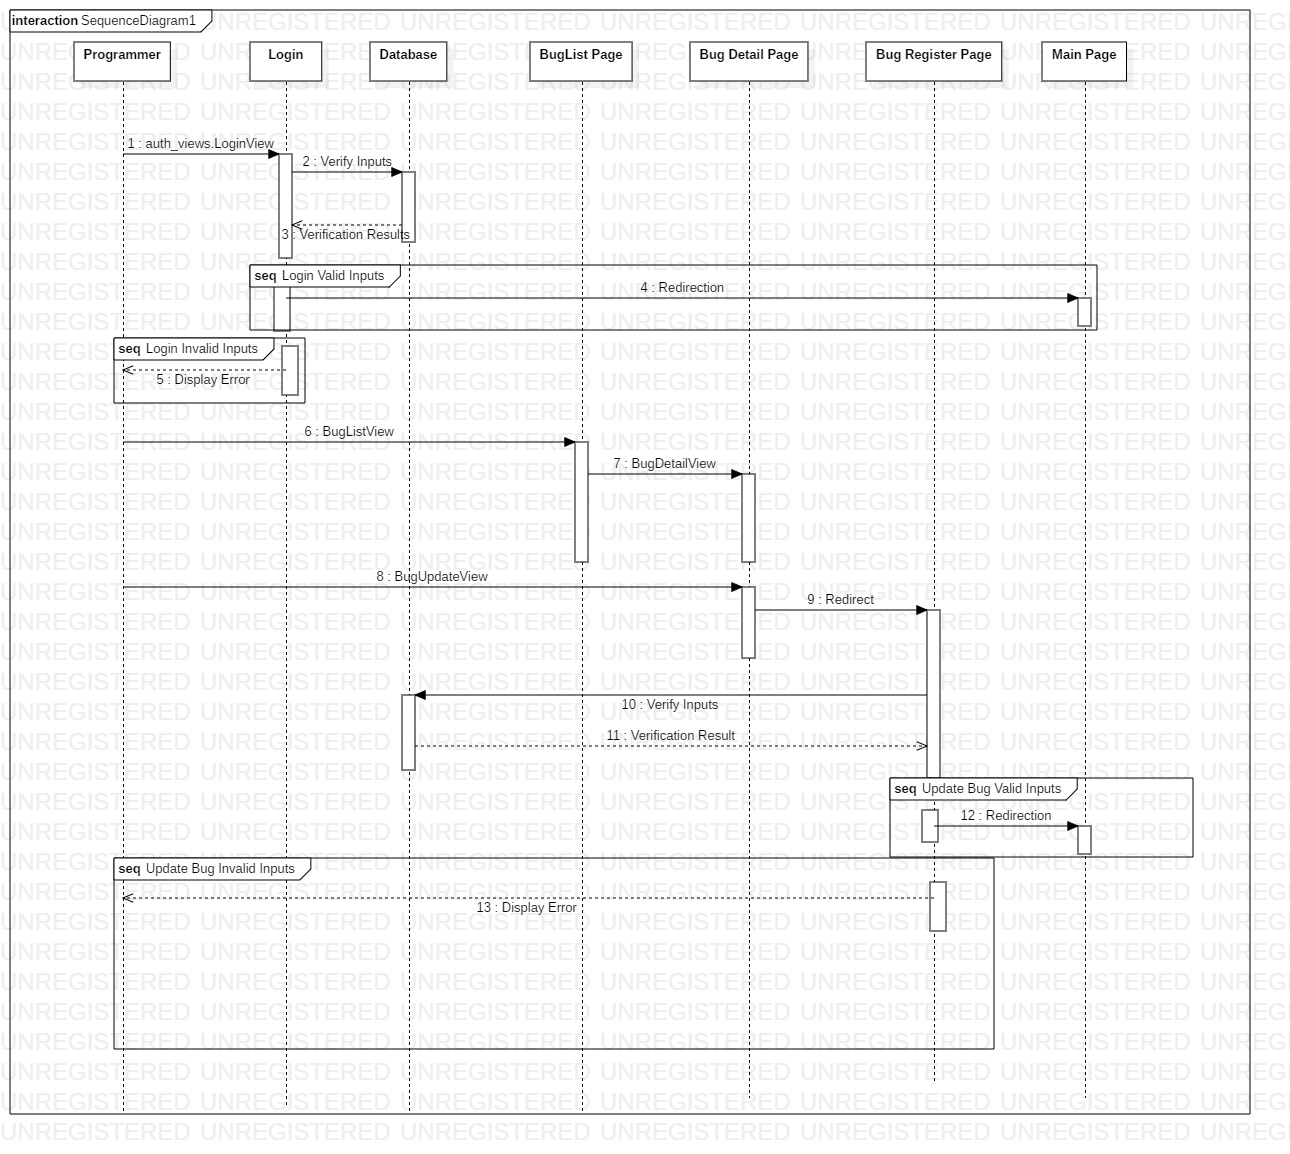 interaction SequenceDiagram1
Programmer
Login
Database
BugList Page
Bug Detail Page
Bug Register Page
Main Page
1 : auth_views.LoginView
2 : Verify Inputs
3 : Verification Results
seq Login Valid Inputs
4 : Redirection
seq Login Invalid Inputs
5 : Display Error
6 : BugListView
7 : BugDetailView
8 : BugUpdateView
9 : Redirect
10 : Verify Inputs
11 : Verification Result
seq Update Bug Valid Inputs
12 : Redirection
seq Update Bug Invalid Inputs
13 : Display Error
UNREGISTERED UNREGISTERED UNREGISTERED UNREGISTERED UNREGISTERED UNREGISTERED